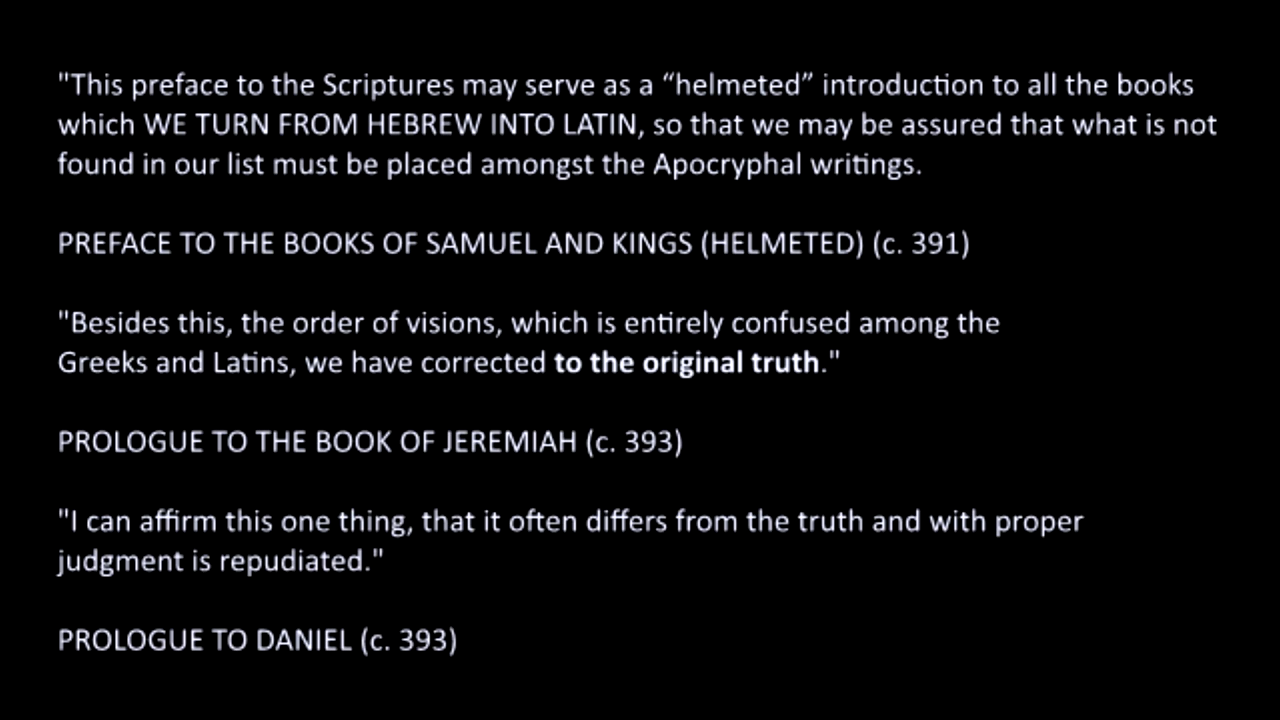 "This preface to the Scriptures may serve as a “helmeted” introduction to all the books
which WE TURN FROM HEBREW INTO LATIN, so that we may be assured that what is not
found in our list must be placed amongst the Apocryphal writings.
PREFACE TO THE BOOKS OF SAMUEL AND KINGS (HELMETED) (c. 391)
"Besides this, the order of visions, which is entirely confused among the
Greeks and Latins, we have corrected to the original truth."
PROLOGUE TO THE BOOK OF JEREMIAH (c. 393)
"I can affirm this one thing, that it often differs from the truth and with proper
judgment is repudiated."
PROLOGUE TO DANIEL (c. 393)